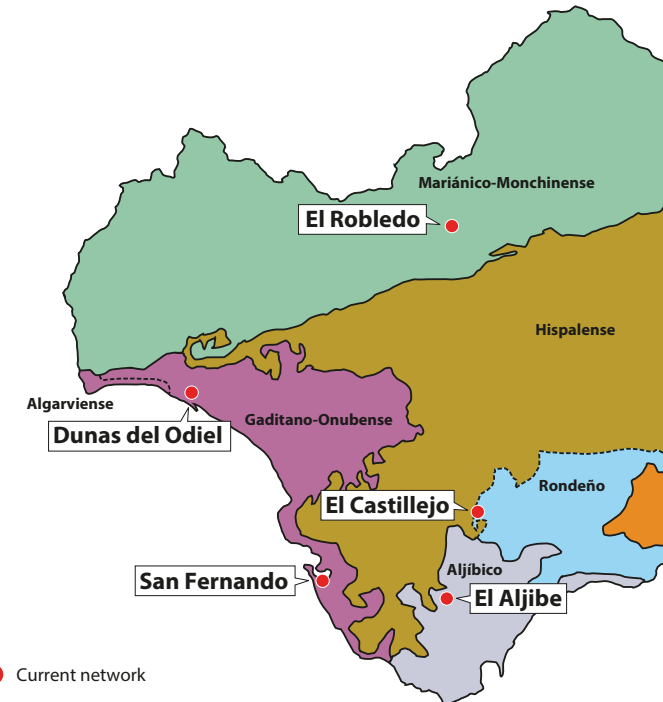 Mariánico-Monchinense
El Robledo
Hispalense
Algarviense
Gaditano-Onubense
Dunas del Odiel
Rondeño
El Castillejo
Aljíbico
San Fernando
El Aljibe
Current network